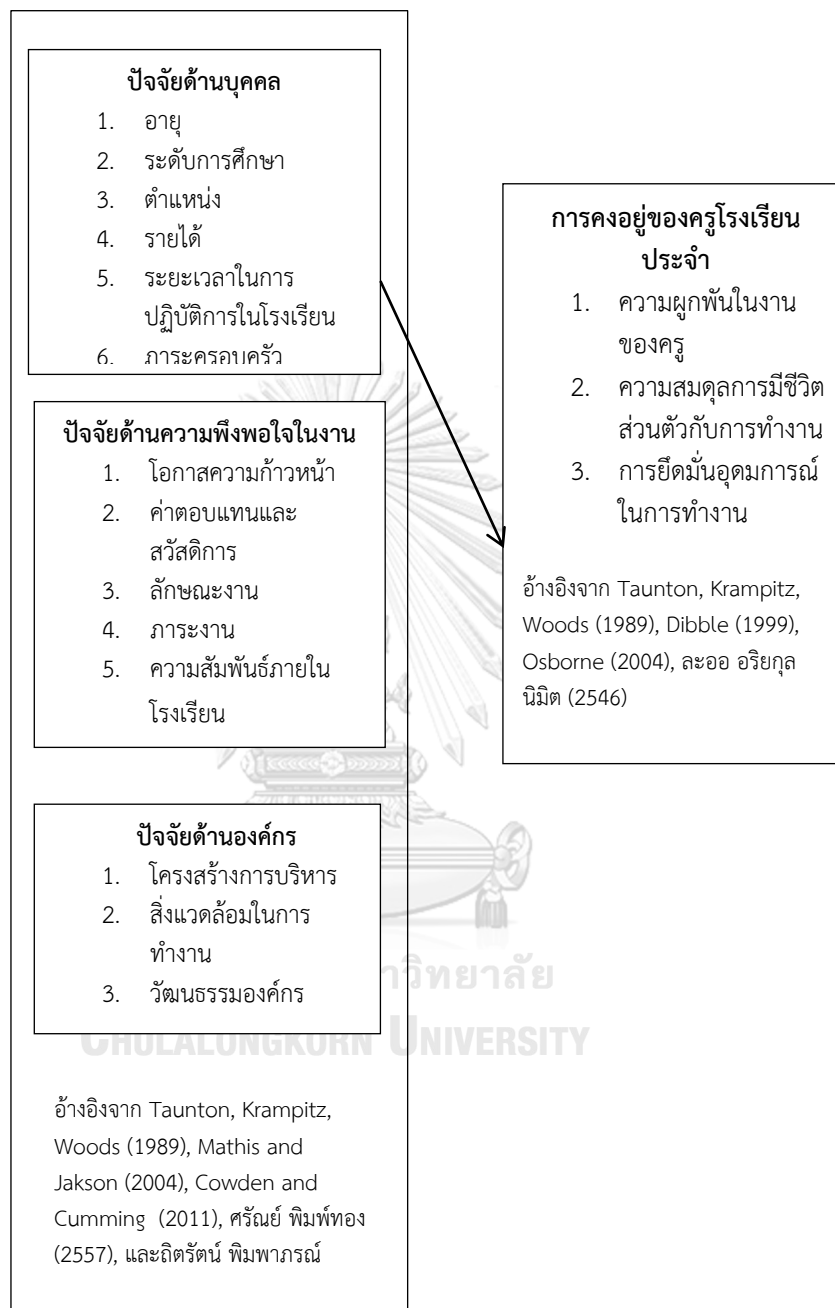 ปัจจัยด้านบุคคล
1. อายุ
2. ระดับการศึกษา
3. ตำแหน่ง
4. รายได้
5. ระยะเวลาในการ
ปฏิบัติการในโรงเรียน
6. ภาระครอบครัว
ปัจจัยด้านความพึงพอใจในงาน
1. โอกาสความก้าวหน้า
2. ค่าตอบแทนและ
สวัสดิการ
3. ลักษณะงาน
4. ภาระงาน
5. ความสัมพันธ์ภายใน
โรงเรียน
ปัจจัยด้านองค์กร
1. โครงสร้างการบริหาร
2. สิ่งแวดล้อมในการ
ทำงาน
3. วัฒนธรรมองค์กร
อ้างอิงจาก Taunton, Krampitz,
Woods (1989), Mathis and
Jakson (2004), Cowden and
Cumming (2011), ศรัณย์ พิมพ์ทอง
(2557), และถิตรัตน์ พิมพาภรณ์
การคงอยู่ของครูโรงเรียน
ประจำ
1. ความผูกพันในงาน
ของครู
2. ความสมดุลการมีชีวิต
ส่วนตัวกับการทำงาน
3. การยึดมั่นอุดมการณ์
ในการทำงาน
อ้างอิงจาก Taunton, Krampitz,
Woods (1989), Dibble (1999),
Osborne (2004), ละออ อริยกุล
นิมิต (2546)
าวิทยาลัย
CHULALONGKORN UNIVERSITY